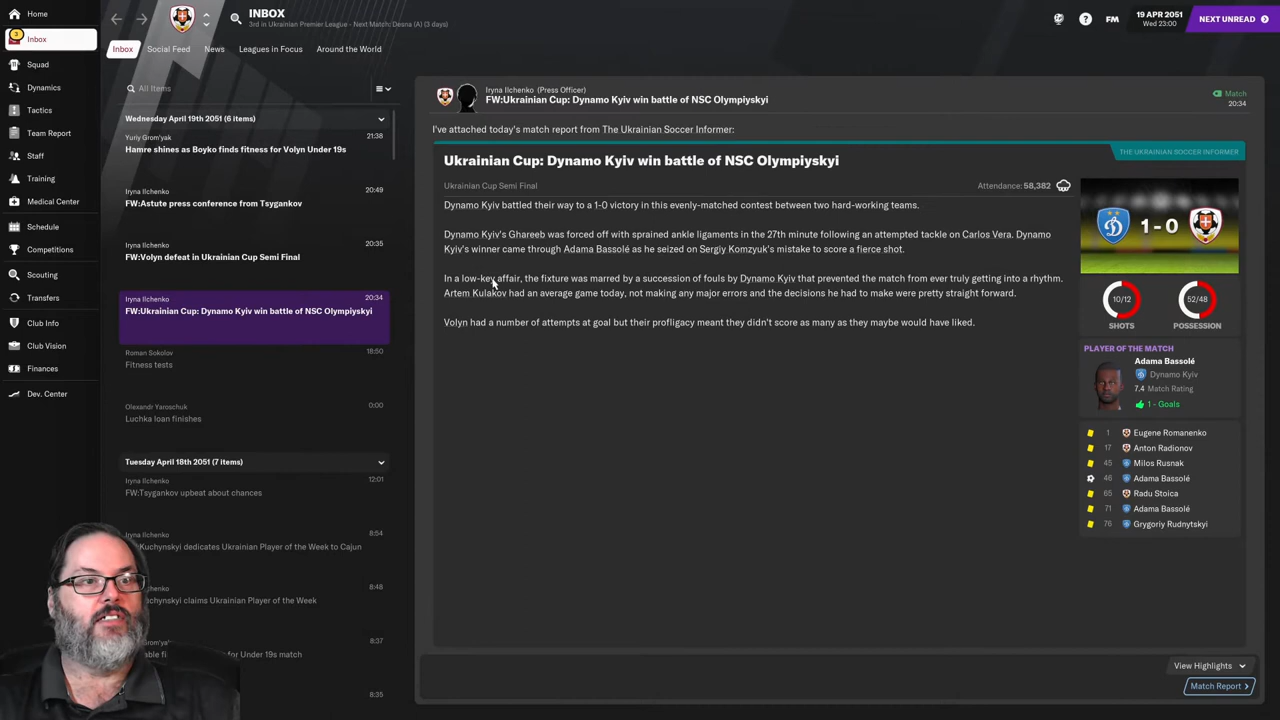 Home
Inbox
3
Squad
Dynamics
Tactics
Team Report
Staff
Training
Medical Center
Schedule
Competitions
Scouting
Transfers
Club Info
Club Vision
Finances
Dev. Center
INBOX
3rd in Ukrainian Premier League - Next Match: Desna (A) (3 days)
FM
19 APR 2051
Wed 23:00
NEXT UNREAD
Inbox Social Feed News Leagues in Focus Around the World
All Items
Wednesday April 19th 2051 (6 items)
Yuriy Grom'yak 21:38
Hamre shines as Boyko finds fitness for Volyn Under 19s
Iryna Ilchenko 20:49
FW:Astute press conference from Tsygankov
Iryna Ilchenko 20:35
FW:Volyn defeat in Ukrainian Cup Semi Final
Iryna Ilchenko 20:34
FW:Ukrainian Cup: Dynamo Kyiv win battle of NSC Olympiyskyi
Roman Sokolov 18:50
Fitness tests
Olexandr Yaroschuk 0:00
Luchka loan finishes
Tuesday April 18th 2051 (7 items)
Iryna Ilchenko 12:01
FW:Tsygankov upbeat about chances
Ilchenko 8:54
Kuchynskyi dedicates Ukrainian Player of the Week to Cajun
Ilchenko 8:48
claims Ukrainian Player of the Week
8:37
for Under 19s match
8:35
Iryna Ilchenko (Press Officer)
FW:Ukrainian Cup: Dynamo Kyiv win battle of NSC Olympiyskyi
Match
20:34
I've attached today's match report from The Ukrainian Soccer Informer:
THE UKRAINIAN SOCCER INFORMER
Ukrainian Cup: Dynamo Kyiv win battle of NSC Olympiyskyi
Ukrainian Cup Semi Final Attendance: 58,382
Dynamo Kyiv battled their way to a 1-0 victory in this evenly-matched contest between two hard-working teams.
Dynamo Kyiv's Ghareeb was forced off with sprained ankle ligaments in the 27th minute following an attempted tackle on Carlos Vera. Dynamo
Kyiv's winner came through Adama Bassolé as he seized on Sergiy Komzyuk's mistake to score a fierce shot.
In a low-key affair, the fixture was marred by a succession of fouls by Dynamo Kyiv that prevented the match from ever truly getting into a rhythm.
Artem Kulakov had an average game today, not making any major errors and the decisions he had to make were pretty straight forward.
Volyn had a number of attempts at goal but their profligacy meant they didn't score as many as they maybe would have liked.
1 - 0
10/12 52/48
SHOTS POSSESSION
PLAYER OF THE MATCH
Adama Bassolé
Dynamo Kyiv
7.4 Match Rating
1 - Goals
1 Eugene Romanenko
17 Anton Radionov
45 Milos Rusnak
46 Adama Bassolé
65 Radu Stoica
71 Adama Bassolé
76 Grygoriy Rudnytskyi
View Highlights
Match Report